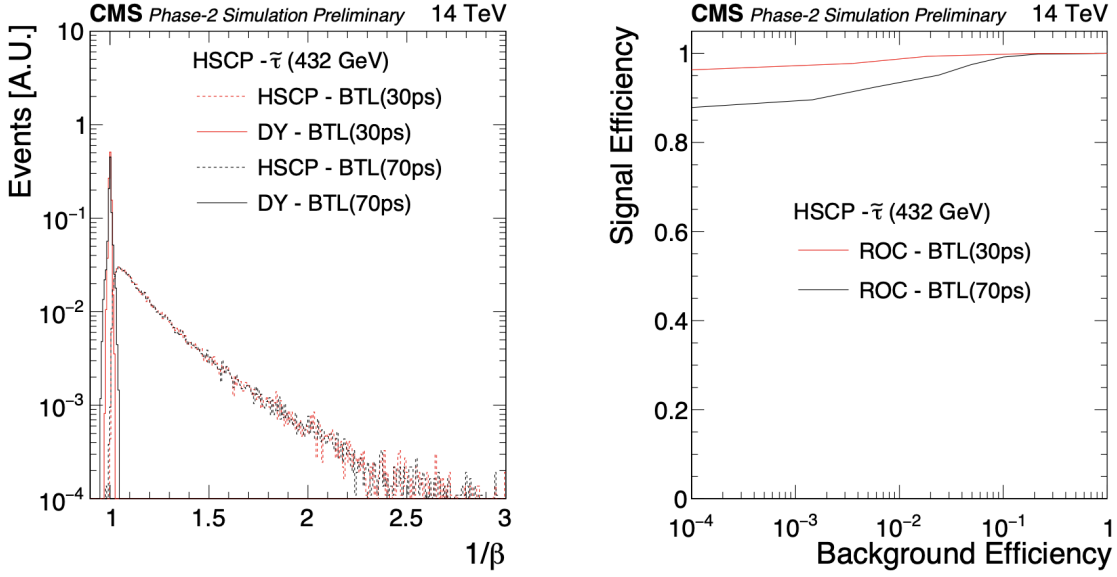 CMS Phase-2 Simulation Preliminary 14 TeV
Events [A.U.]
10
1
10⁻¹
10⁻²
10⁻³
10⁻⁴
HSCP - τ̃ (432 GeV)
HSCP - BTL(30ps)
DY - BTL(30ps)
HSCP - BTL(70ps)
DY - BTL(70ps)
1 1.5 2 2.5 3
1/β
CMS Phase-2 Simulation Preliminary 14 TeV
Signal Efficiency
1
0.8
0.6
0.4
0.2
0
HSCP - τ̃ (432 GeV)
ROC - BTL(30ps)
ROC - BTL(70ps)
10⁻⁴ 10⁻³ 10⁻² 10⁻¹ 1
Background Efficiency